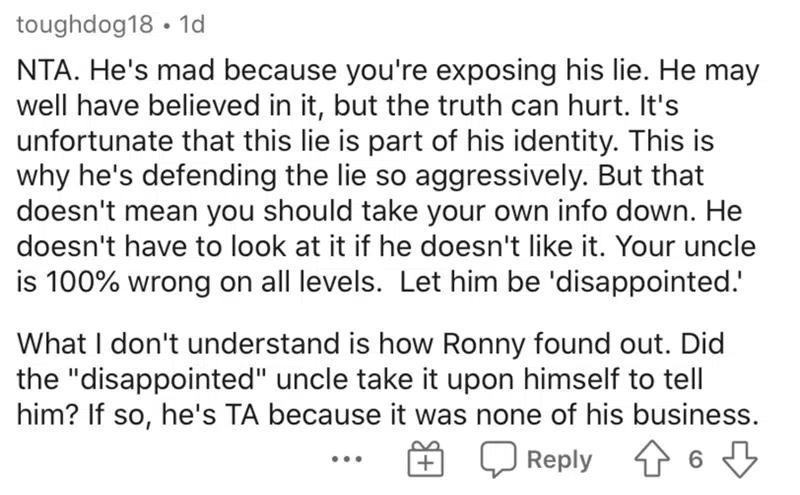 toughdog18 • 1d
NTA. He's mad because you're exposing his lie. He may
well have believed in it, but the truth can hurt. It's
unfortunate that this lie is part of his identity. This is
why he's defending the lie so aggressively. But that
doesn't mean you should take your own info down. He
doesn't have to look at it if he doesn't like it. Your uncle
is 100% wrong on all levels.  Let him be 'disappointed.'
What I don't understand is how Ronny found out. Did
the "disappointed" uncle take it upon himself to tell
him? If so, he's TA because it was none of his business.
Reply 6